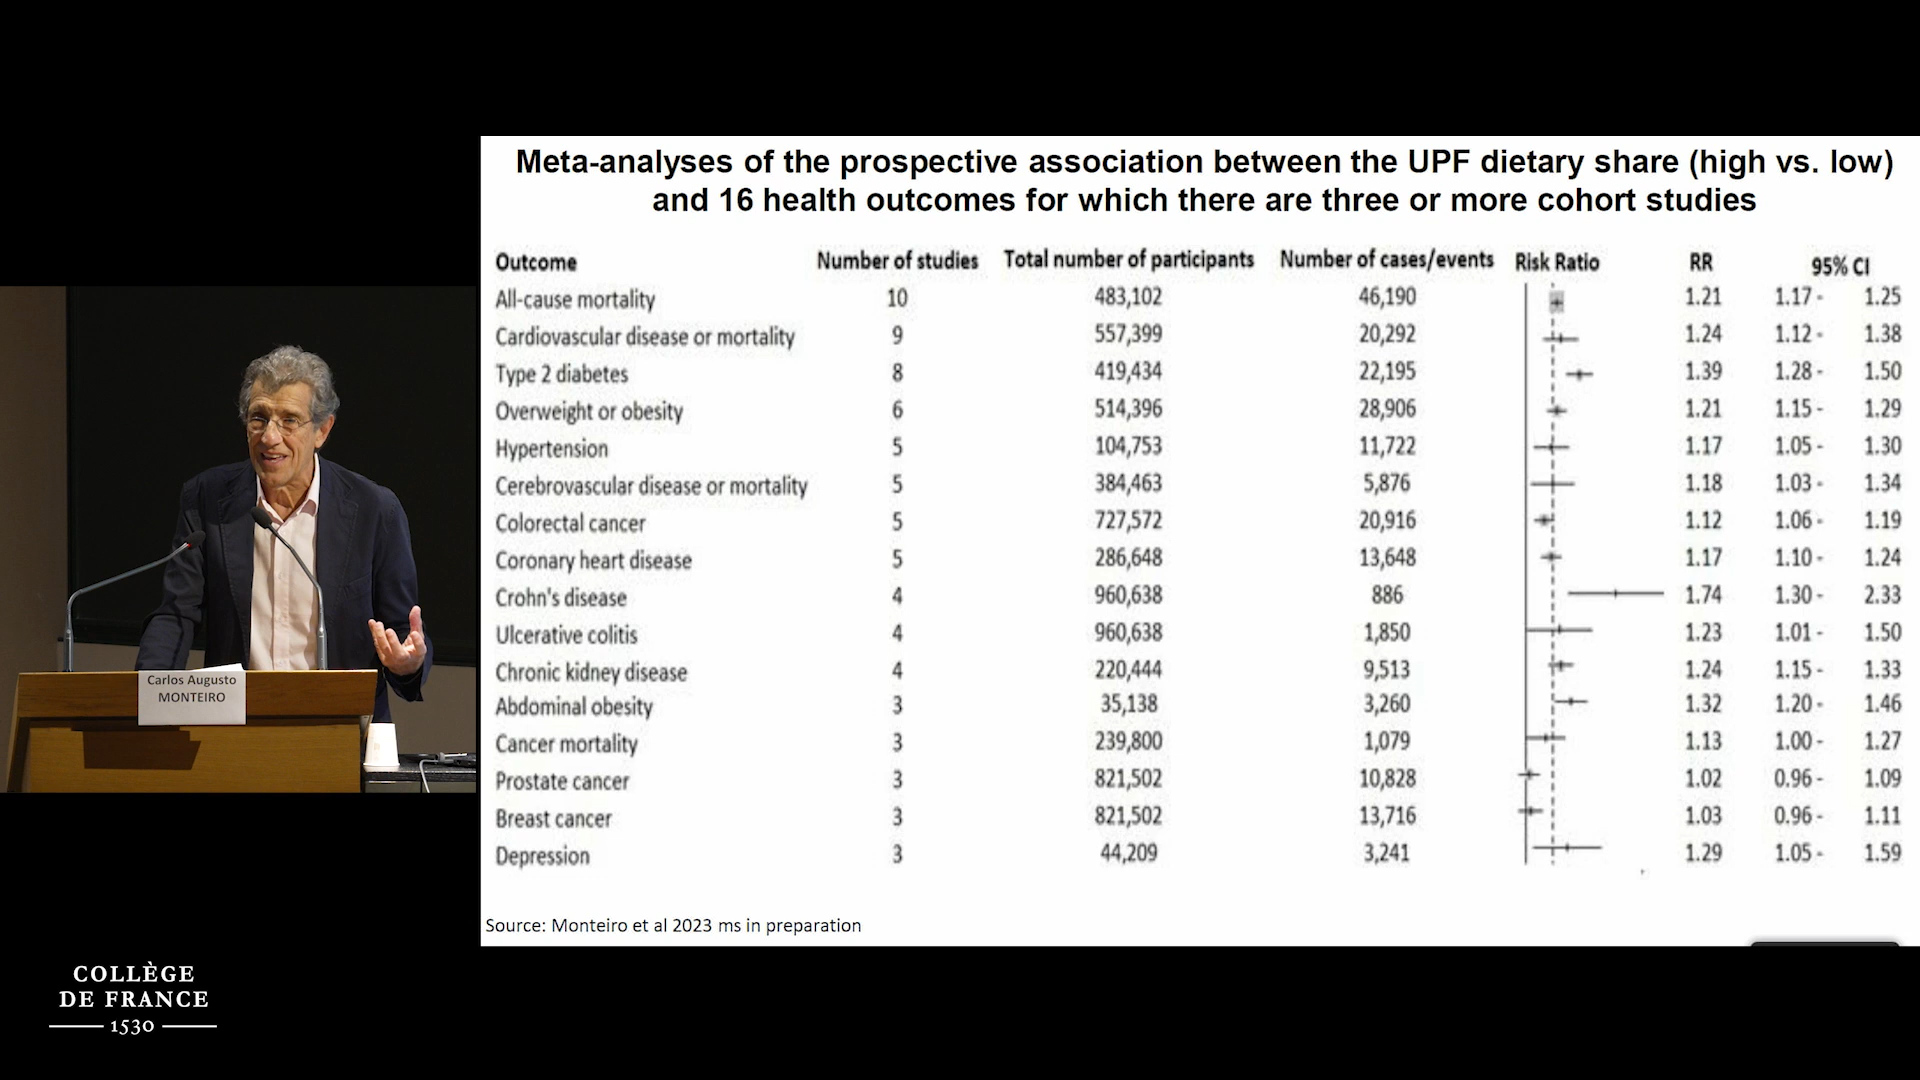 Meta-analyses of the prospective association between the UPF dietary share (high vs. low)
and 16 health outcomes for which there are three or more cohort studies
Outcome Number of studies Total number of participants Number of cases/events Risk Ratio RR 95% CI
All-cause mortality 10 483,102 46,190 1.21 1.17 - 1.25
Cardiovascular disease or mortality 9 557,399 20,292 1.24 1.12 - 1.38
Type 2 diabetes 8 419,434 22,195 1.39 1.28 - 1.50
Overweight or obesity 6 514,396 28,906 1.21 1.15 - 1.29
Hypertension 5 104,753 11,722 1.17 1.05 - 1.30
Cerebrovascular disease or mortality 5 384,463 5,876 1.18 1.03 - 1.34
Colorectal cancer 5 727,572 20,916 1.12 1.06 - 1.19
Coronary heart disease 5 286,648 13,648 1.17 1.10 - 1.24
Crohn's disease 4 960,638 886 1.74 1.30 - 2.33
Ulcerative colitis 4 960,638 1,850 1.23 1.01 - 1.50
Chronic kidney disease 4 220,444 9,513 1.24 1.15 - 1.33
Abdominal obesity 3 35,138 3,260 1.32 1.20 - 1.46
Cancer mortality 3 239,800 1,079 1.13 1.00 - 1.27
Prostate cancer 3 821,502 10,828 1.02 0.96 - 1.09
Breast cancer 3 821,502 13,716 1.03 0.96 - 1.11
Depression 3 44,209 3,241 1.29 1.05 - 1.59
Source: Monteiro et al 2023 ms in preparation
Carlos Augusto
MONTEIRO
COLLÈGE
DE FRANCE
1530